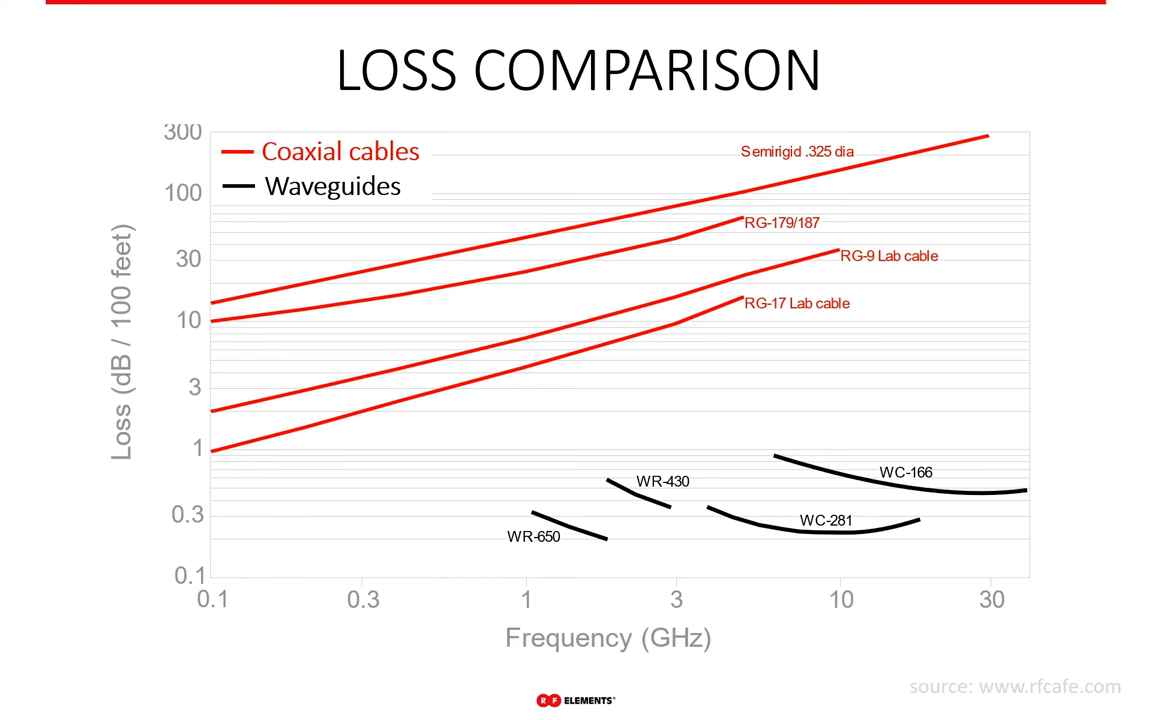 LOSS COMPARISON
Coaxial cables
Waveguides
Loss (dB / 100 feet)
300
100
30
10
3
1
0.3
0.1
Semirigid .325 dia
RG-179/187
RG-9 Lab cable
RG-17 Lab cable
WC-166
WR-430
WC-281
WR-650
0.1 0.3 1 3 10 30
Frequency (GHz)
source: www.rfcafe.com
RF ELEMENTS